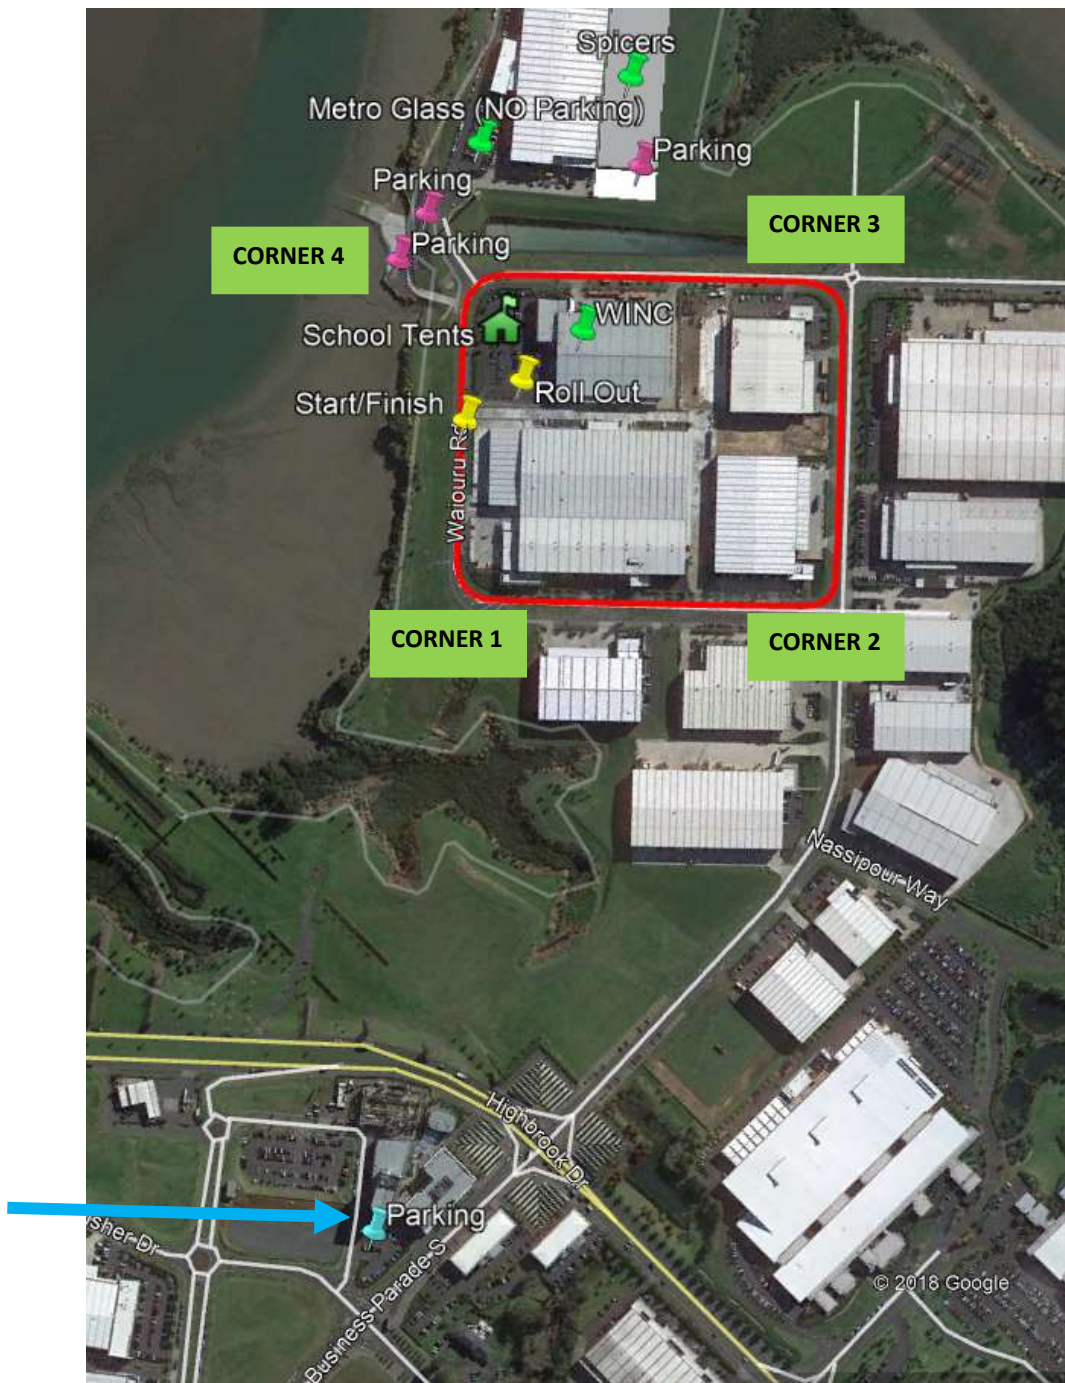 Spicers
Metro Glass (NO Parking)
Parking
Parking
CORNER 3
Parking
CORNER 4
WINC
School Tents
Roll Out
Start/Finish
Waiouru Rd
CORNER 1
CORNER 2
Nassipour Way
Highbrook Dr
Parking
isher Dr
Business Parade S
© 2018 Google